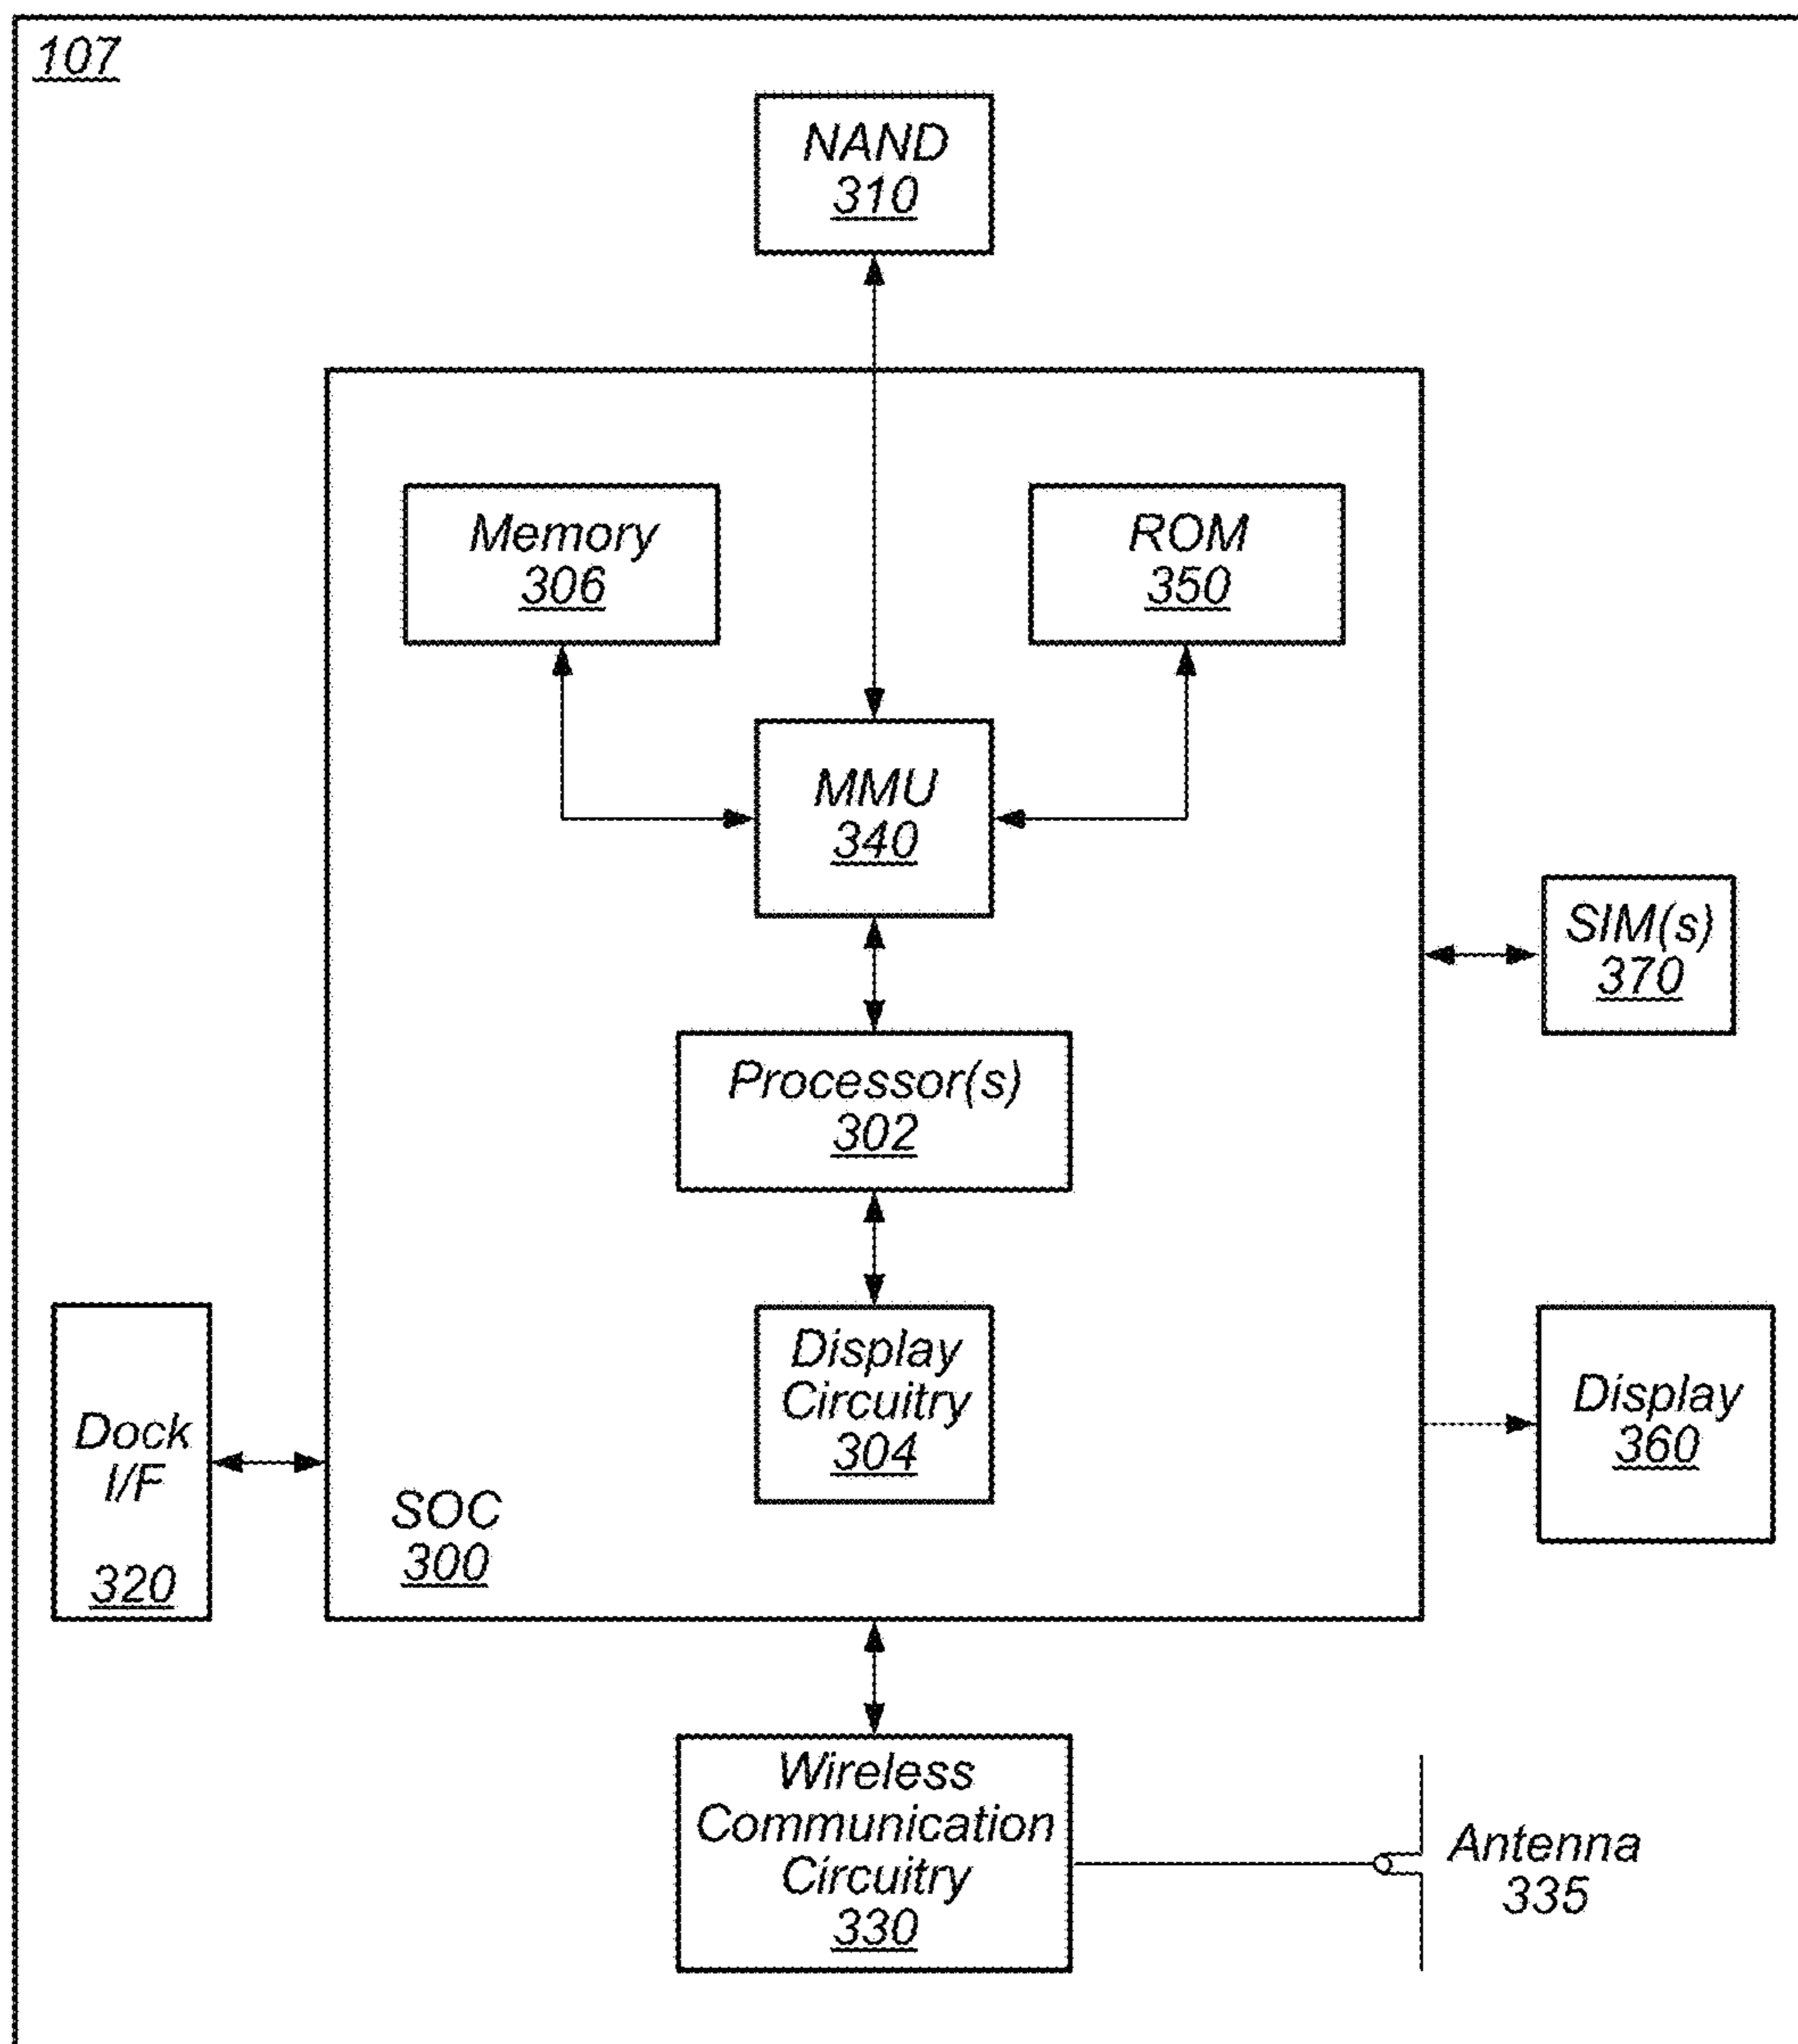 107
NAND
310
Memory
306
ROM
350
MMU
340
SIM(s)
370
Processor(s)
302
Display
Circuitry
304
Display
360
Dock
I/F
320
SOC
300
Wireless
Communication
Circuitry
330
Antenna
335